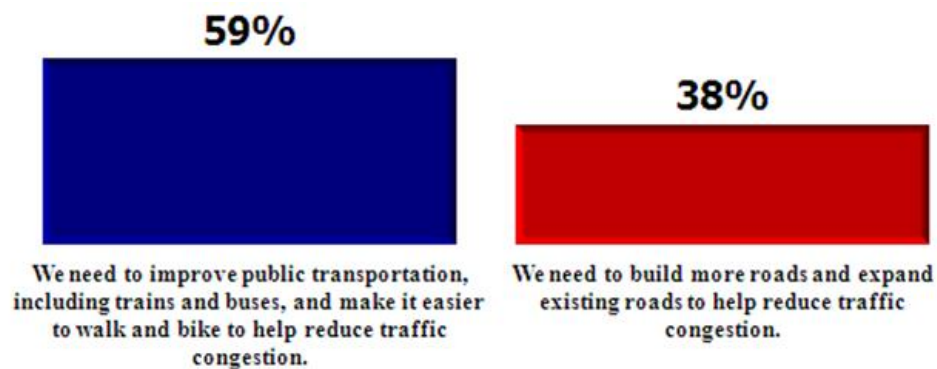 59%
We need to improve public transportation,
including trains and buses, and make it easier
to walk and bike to help reduce traffic
congestion.
38%
We need to build more roads and expand
existing roads to help reduce traffic
congestion.